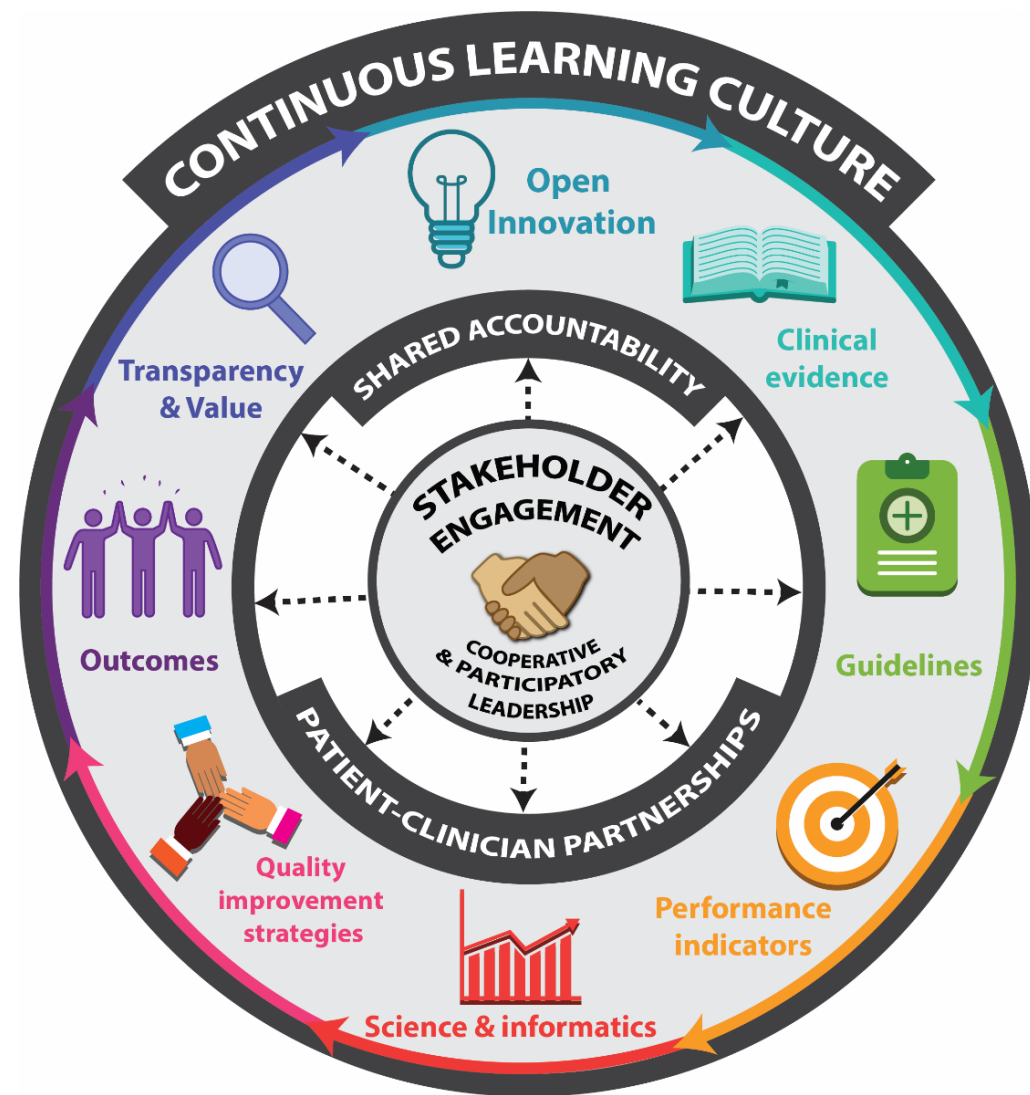 CONTINUOUS LEARNING CULTURE
Open
Innovation
Clinical
evidence
Guidelines
Performance
indicators
Science & informatics
Quality
improvement
strategies
Outcomes
Transparency
& Value
SHARED ACCOUNTABILITY
STAKEHOLDER
ENGAGEMENT
COOPERATIVE
& PARTICIPATORY
LEADERSHIP
PATIENT-CLINICIAN PARTNERSHIPS